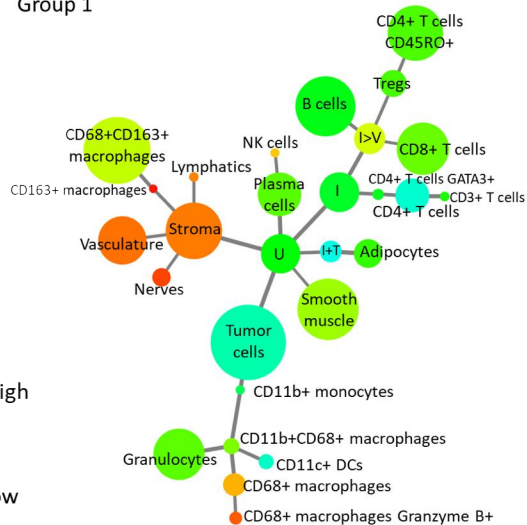 Group 1
CD4+ T cells
CD45RO+
Tregs
B cells
I>V
CD8+ T cells
CD68+CD163+
macrophages
NK cells
Lymphatics
CD163+ macrophages
Plasma
cells
I
CD4+ T cells GATA3+
CD3+ T cells
CD4+ T cells
Stroma
Vasculature
U
I+T
Adipocytes
Nerves
Smooth
muscle
Tumor
cells
igh
CD11b+ monocytes
CD11b+CD68+ macrophages
Granulocytes
CD11c+ DCs
CD68+ macrophages
ow
CD68+ macrophages Granzyme B+